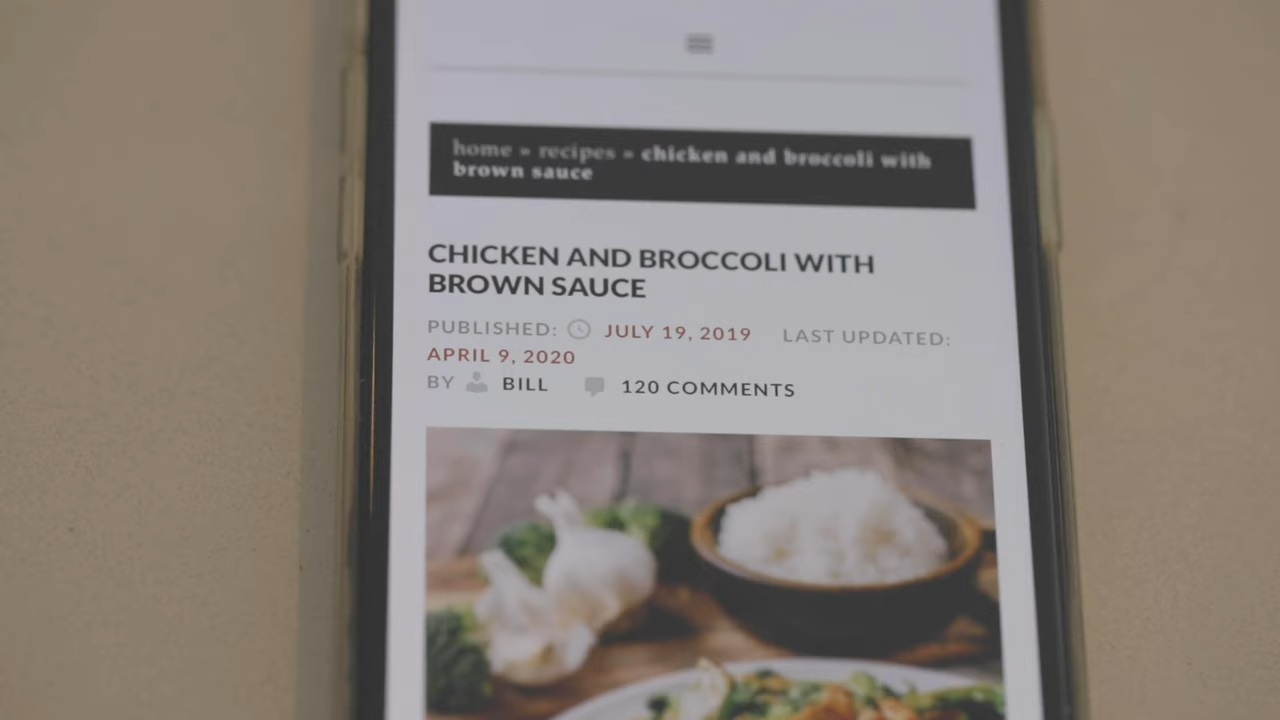 home » recipes » chicken and broccoli with
brown sauce
CHICKEN AND BROCCOLI WITH
BROWN SAUCE
PUBLISHED: JULY 19, 2019 LAST UPDATED:
APRIL 9, 2020
BY BILL 120 COMMENTS